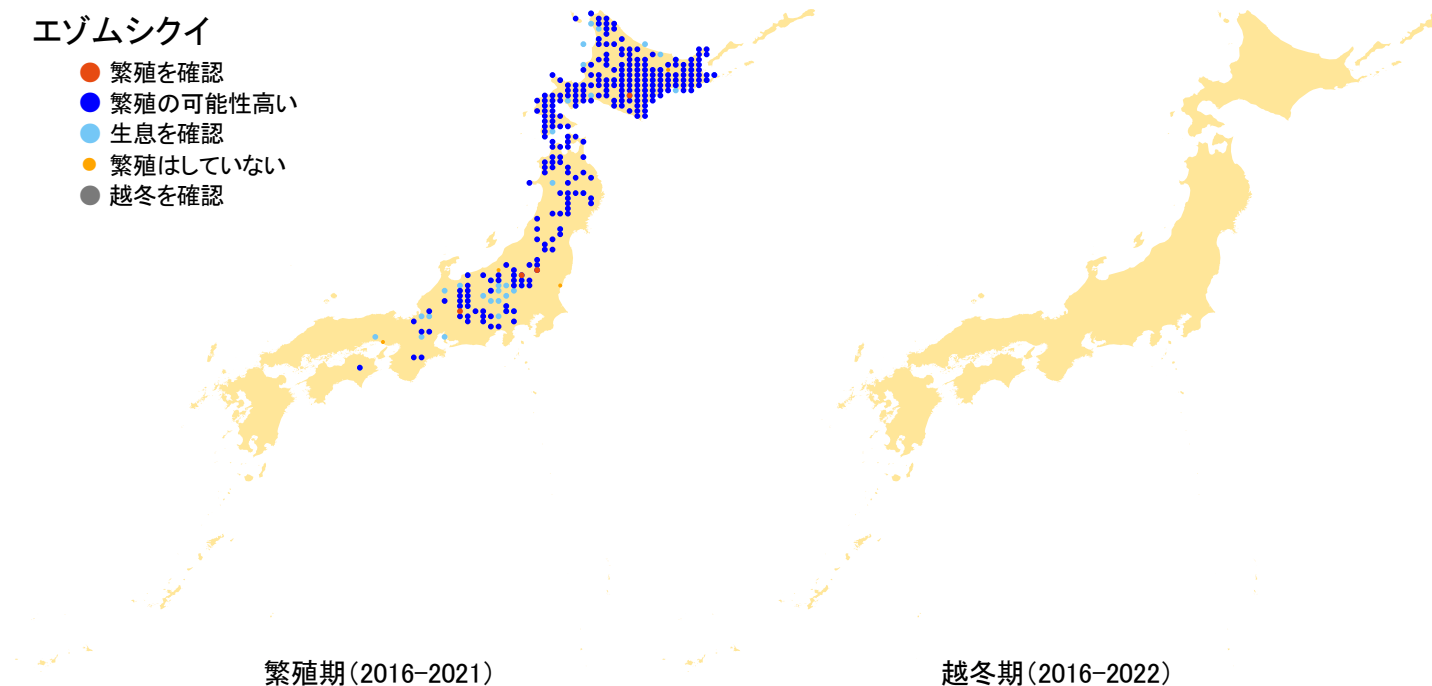 エゾムシクイ
繁殖を確認
繁殖の可能性高い
生息を確認
繁殖はしていない
越冬を確認
繁殖期(2016-2021)
越冬期(2016-2022)